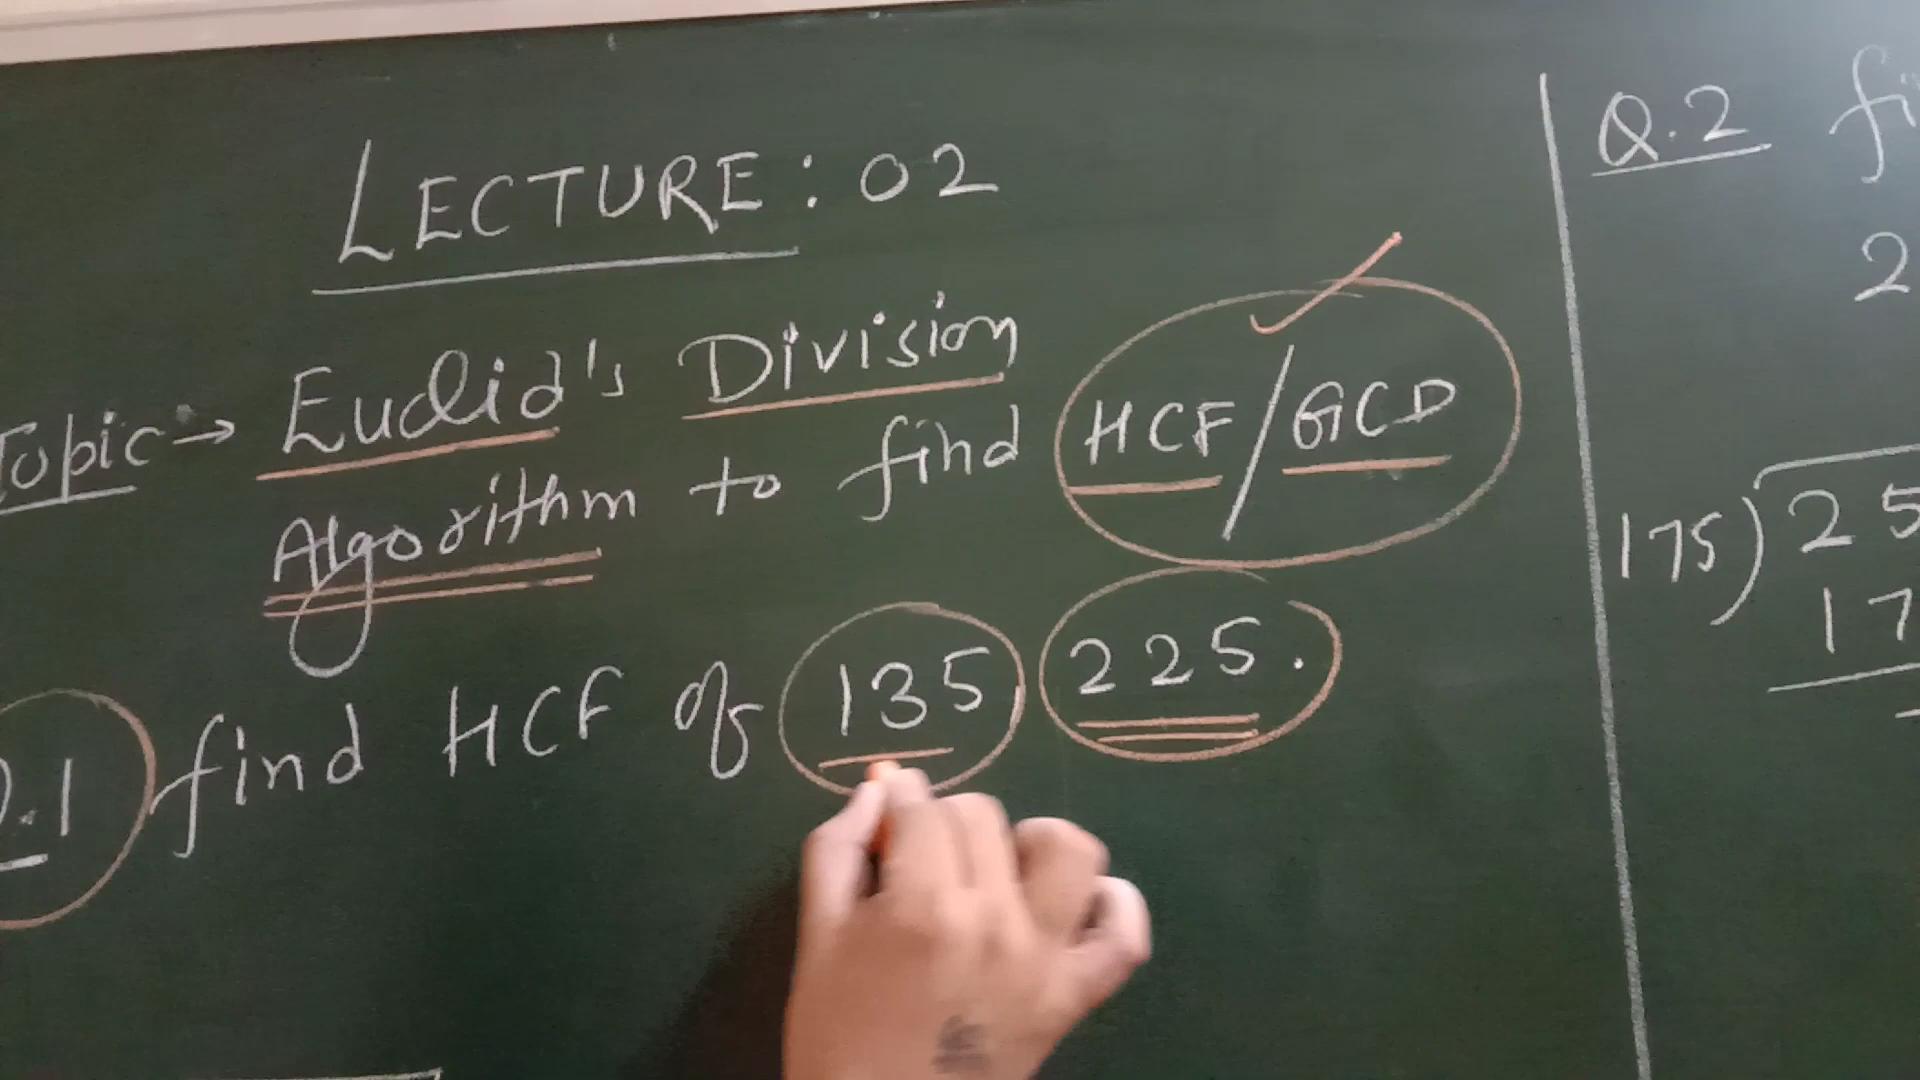 LECTURE: 02
Topic → Euclid's Division
Algorithm to find HCF/GCD
Q.1 find HCF of 135 225.
Q.2
2
175) 25
17